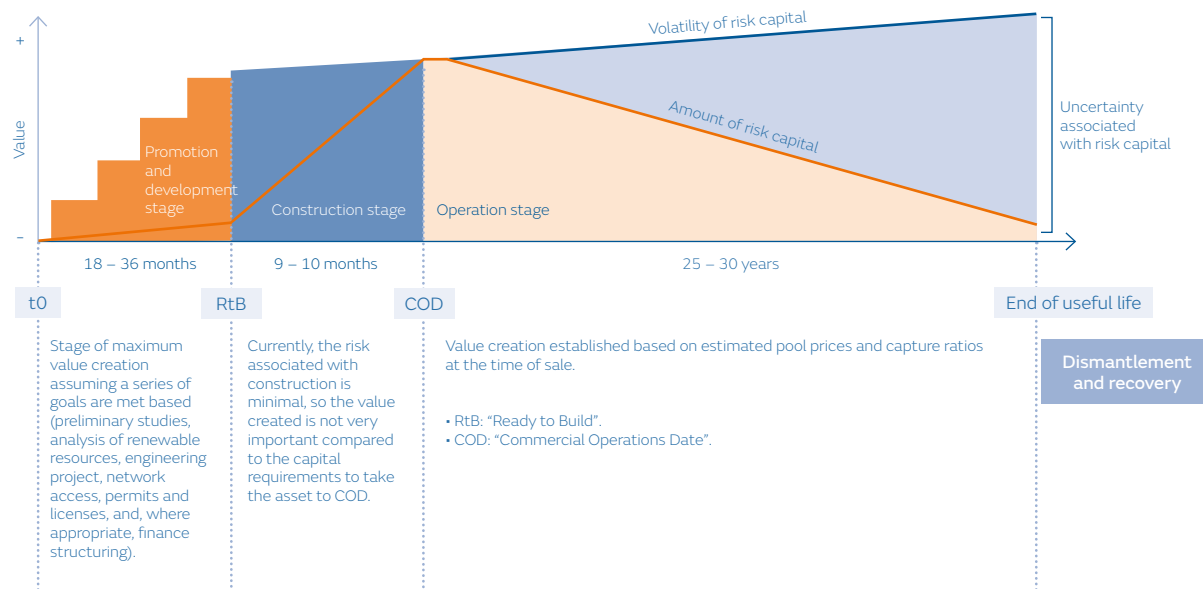 +
Value
–
Volatility of risk capital
Amount of risk capital
Uncertainty
associated
with risk capital
Promotion
and
development
stage
Construction stage
Operation stage
18 – 36 months
9 – 10 months
25 – 30 years
t0
RtB
COD
End of useful life
Stage of maximum
value creation
assuming a series of
goals are met based
(preliminary studies,
analysis of renewable
resources, engineering
project, network
access, permits and
licenses, and, where
appropriate, finance
structuring).
Currently, the risk
associated with
construction is
minimal, so the value
created is not very
important compared
to the capital
requirements to take
the asset to COD.
Value creation established based on estimated pool prices and capture ratios
at the time of sale.
• RtB: “Ready to Build”.
• COD: “Commercial Operations Date”.
Dismantlement
and recovery